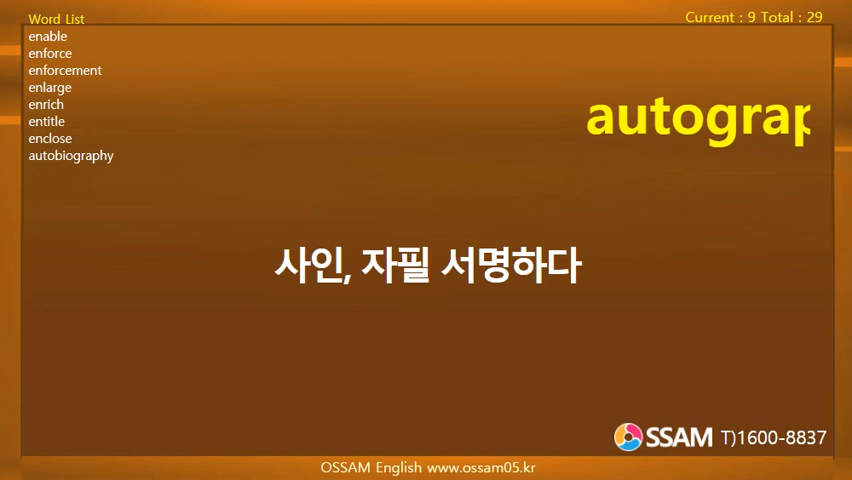 Word List
Current : 9 Total : 29
enable
enforce
enforcement
enlarge
enrich
entitle
enclose
autobiography
autograp
사인, 자필 서명하다
SSAM T)1600-8837
OSSAM English www.ossam05.kr